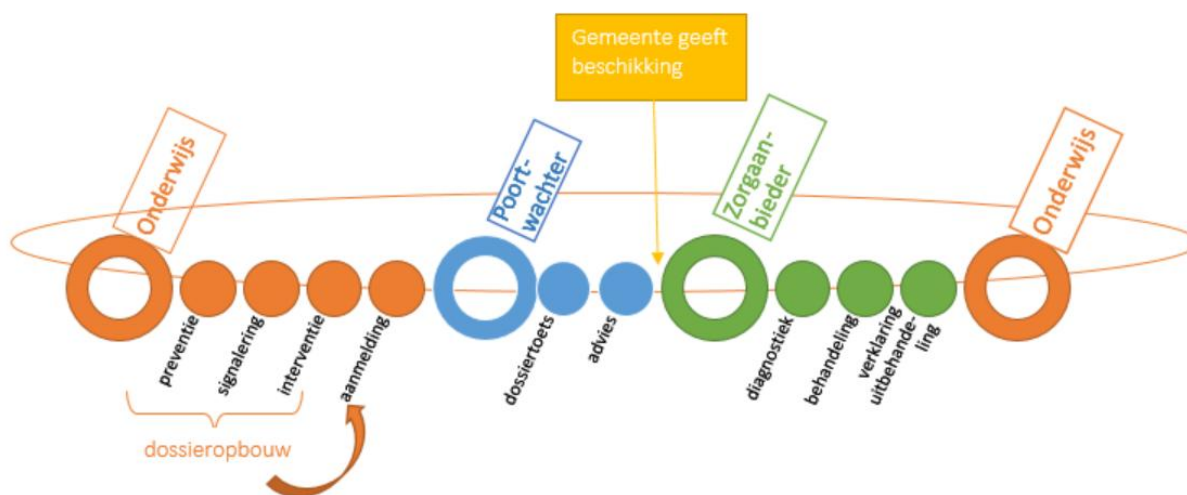 Gemeente geeft
beschikking
Onderwijs
Poort-
wachter
Zorgaan-
bieder
Onderwijs
preventie
signalering
interventie
aanmelding
dossiertoets
advies
diagnostiek
behandeling
verklaring
uitbehande-
ling
dossieropbouw